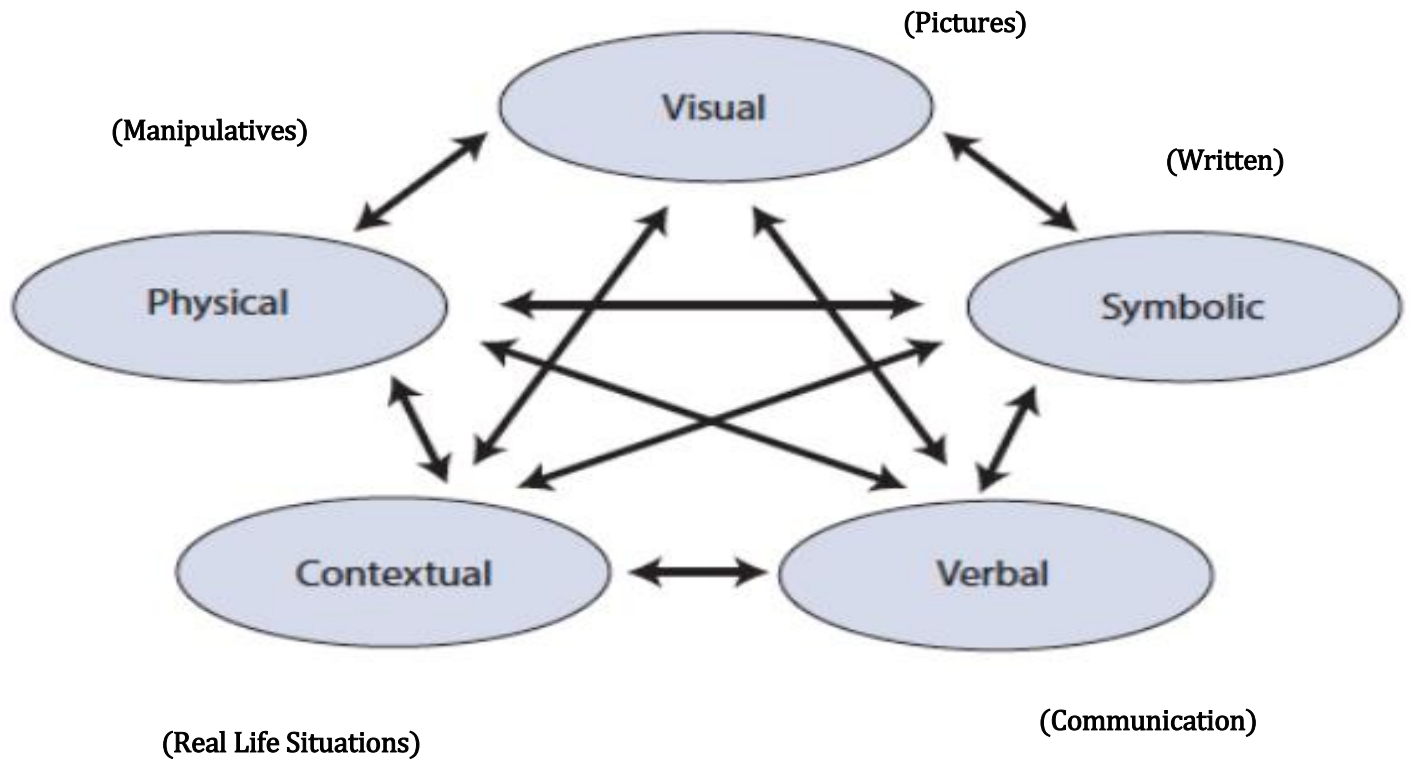 (Pictures)
Visual
(Manipulatives)
(Written)
Physical
Symbolic
Contextual
Verbal
(Communication)
(Real Life Situations)